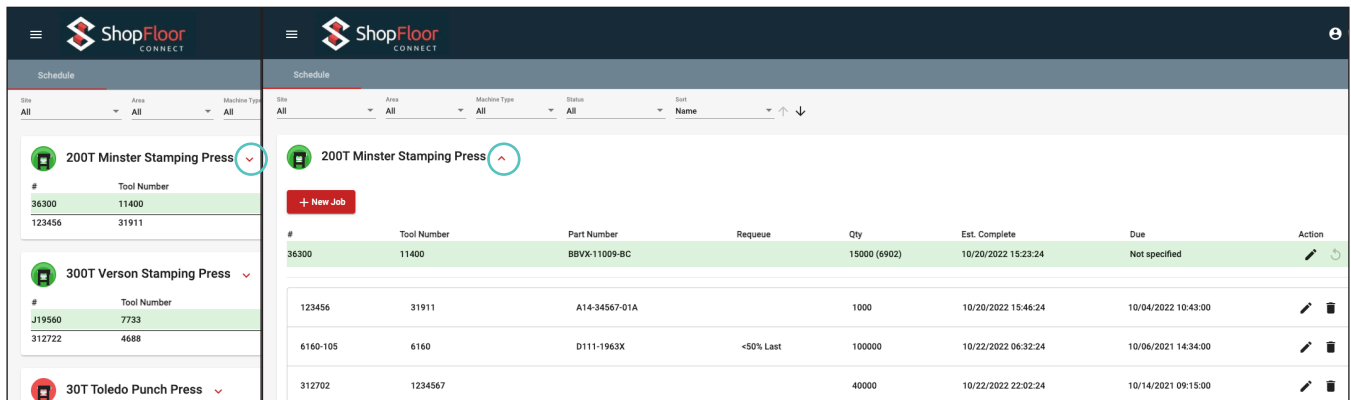 ShopFloor
CONNECT
Schedule
Site
All
Area
All
Machine Type
All
200T Minster Stamping Press
# Tool Number
36300 11400
123456 31911
300T Verson Stamping Press
# Tool Number
J19560 7733
312722 4688
30T Toledo Punch Press
ShopFloor
CONNECT
Schedule
Site Area Machine Type Status Sort
All All All All Name
200T Minster Stamping Press
+ New Job
# Tool Number Part Number Requeue Qty Est. Complete Due Action
36300 11400 BBVX-11009-BC 15000 (6902) 10/20/2022 15:23:24 Not specified
123456 31911 A14-34567-01A 1000 10/20/2022 15:46:24 10/04/2022 10:43:00
6160-105 6160 D111-1963X <50% Last 100000 10/22/2022 06:32:24 10/06/2021 14:34:00
312702 1234567 40000 10/22/2022 22:02:24 10/14/2021 09:15:00